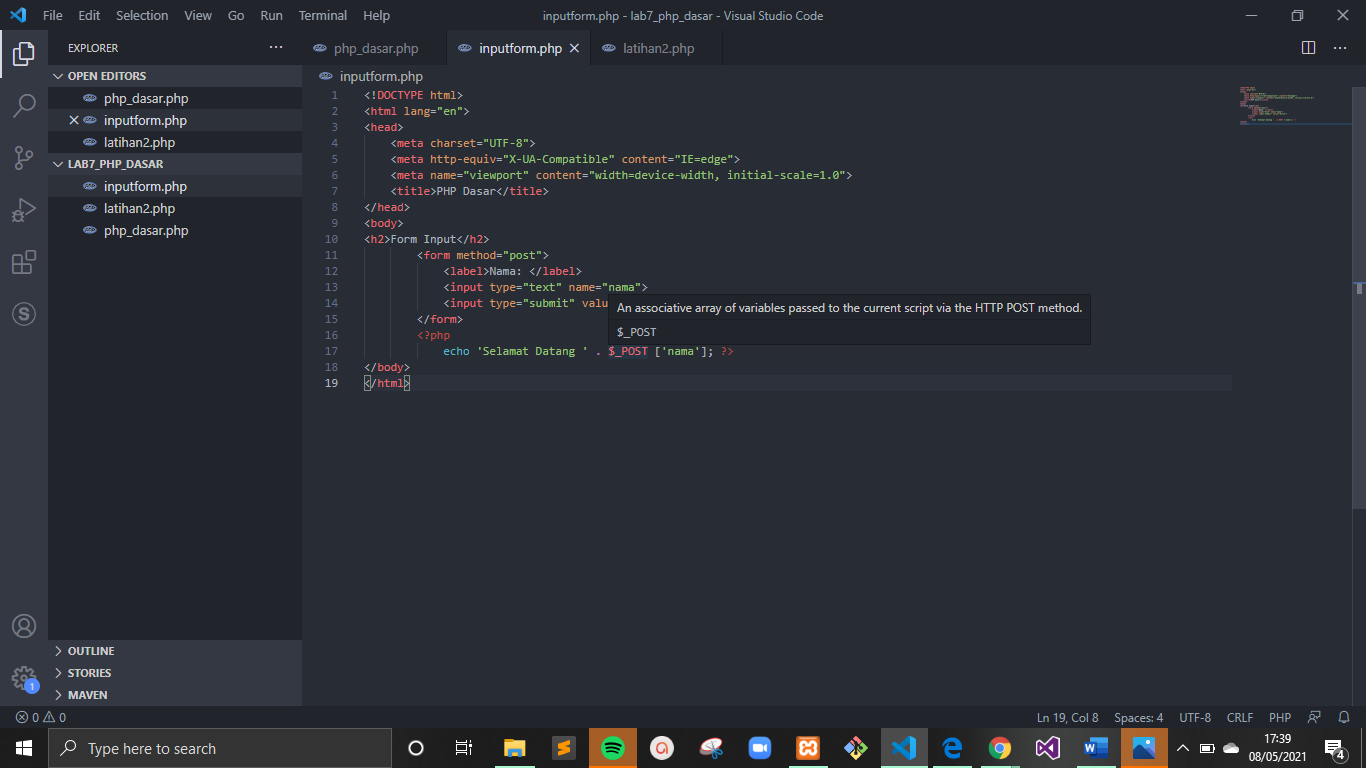 File Edit Selection View Go Run Terminal Help
inputform.php - lab7_php_dasar - Visual Studio Code
EXPLORER
OPEN EDITORS
php_dasar.php
inputform.php
latihan2.php
LAB7_PHP_DASAR
inputform.php
latihan2.php
php_dasar.php
OUTLINE
STORIES
MAVEN
1
php_dasar.php inputform.php latihan2.php
inputform.php
1 <!DOCTYPE html>
2 <html lang="en">
3 <head>
4 <meta charset="UTF-8">
5 <meta http-equiv="X-UA-Compatible" content="IE=edge">
6 <meta name="viewport" content="width=device-width, initial-scale=1.0">
7 <title>PHP Dasar</title>
8 </head>
9 <body>
10 <h2>Form Input</h2>
11 <form method="post">
12 <label>Nama: </label>
13 <input type="text" name="nama">
14 <input type="submit" valu
An associative array of variables passed to the current script via the HTTP POST method.
$_POST
15 </form>
16 <?php
17 echo 'Selamat Datang ' . $_POST ['nama']; ?>
18 </body>
19 </html>
0 0
Ln 19, Col 8 Spaces: 4 UTF-8 CRLF PHP
Type here to search
17:39
08/05/2021
4